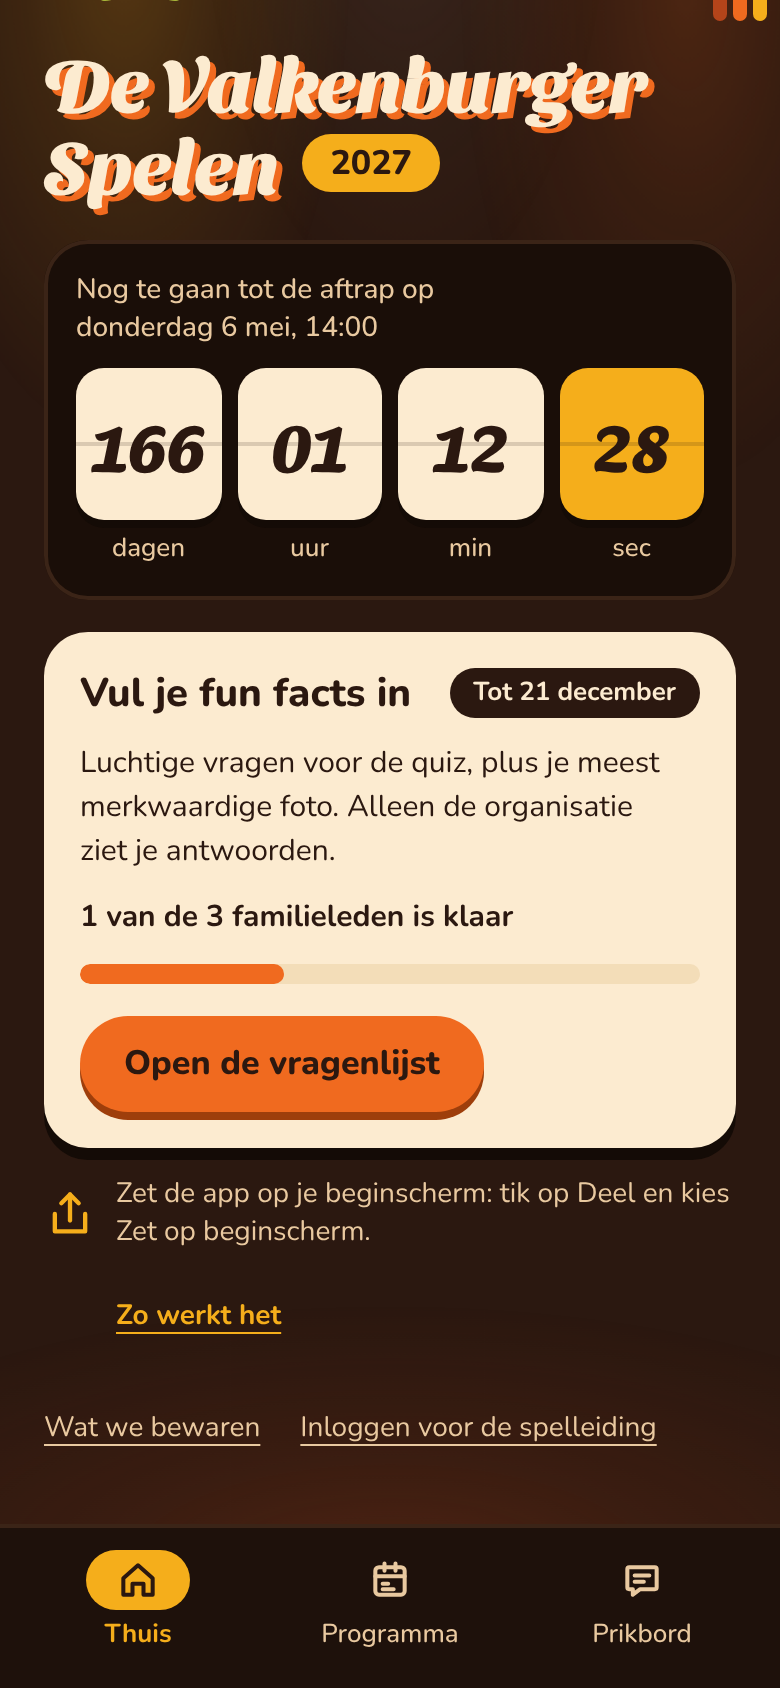 De Valkenburger
Spelen 2027
Nog te gaan tot de aftrap op
donderdag 6 mei, 14:00
166 01 12 28
dagen uur min sec
Vul je fun facts in Tot 21 december
Luchtige vragen voor de quiz, plus je meest
merkwaardige foto. Alleen de organisatie
ziet je antwoorden.
1 van de 3 familieleden is klaar
Open de vragenlijst
Zet de app op je beginscherm: tik op Deel en kies
Zet op beginscherm.
Zo werkt het
Wat we bewaren Inloggen voor de spelleiding
Thuis Programma Prikbord